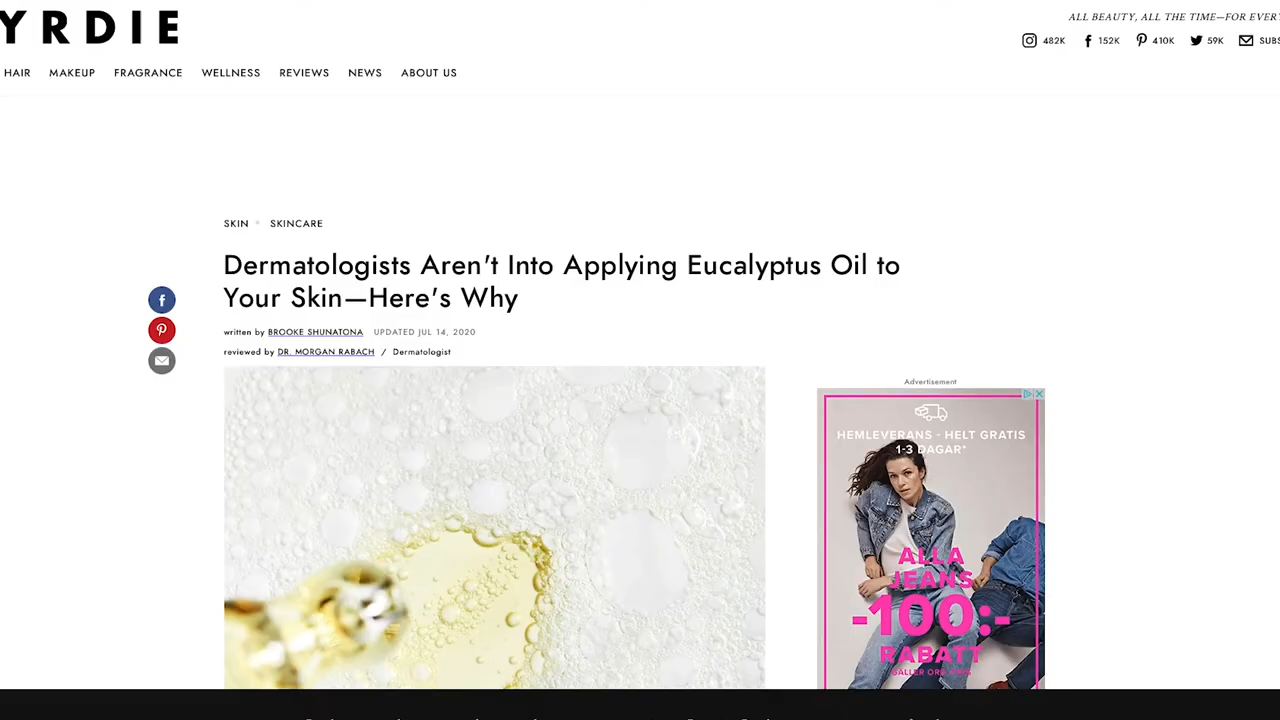 YRDIE
ALL BEAUTY, ALL THE TIME—FOR EVERY
482K 152K 410K 59K SUBS
HAIR MAKEUP FRAGRANCE WELLNESS REVIEWS NEWS ABOUT US
SKIN SKINCARE
Dermatologists Aren't Into Applying Eucalyptus Oil to
Your Skin—Here's Why
written by BROOKE SHUNATONA UPDATED JUL 14, 2020
reviewed by DR. MORGAN RABACH / Dermatologist
Advertisement
HEMLEVERANS - HELT GRATIS
1-3 DAGAR*
ALLA
JEANS
-100:-
RABATT
GÄLLER ORD.